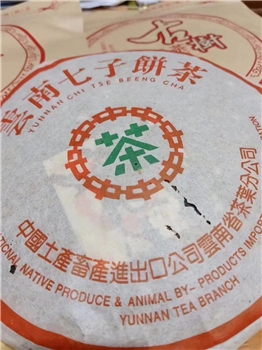 雲南七子餅茶
YUNNAN CHI TSE BEENG CHA
茶
中國土產畜產進出口公司雲南省茶葉分公司
NATIVE PRODUCE & ANIMAL BY-PRODUCTS IMPORT
YUNNAN TEA BRANCH